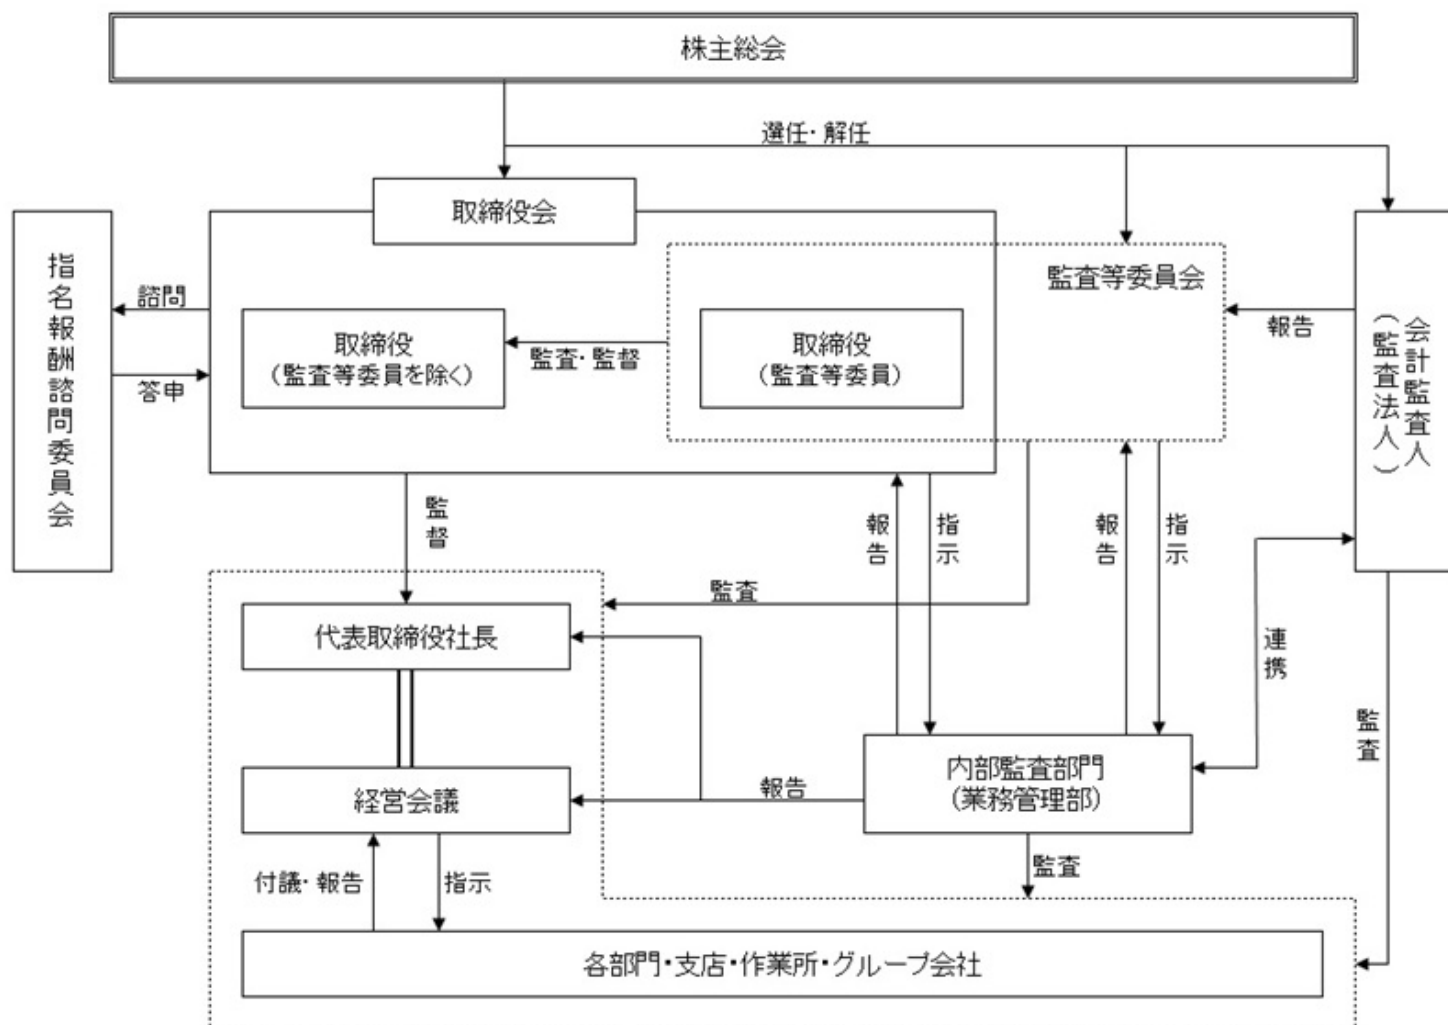 株主総会
選任・解任
取締役会
指名報酬諮問委員会
諮問
答申
監査等委員会
取締役
（監査等委員を除く）
監査・監督
取締役
（監査等委員）
報告
会計監査人
（監査法人）
監督
報告
指示
報告
指示
監査
代表取締役社長
連携
監査
経営会議
報告
内部監査部門
（業務管理部）
付議・報告
指示
監査
各部門・支店・作業所・グループ会社